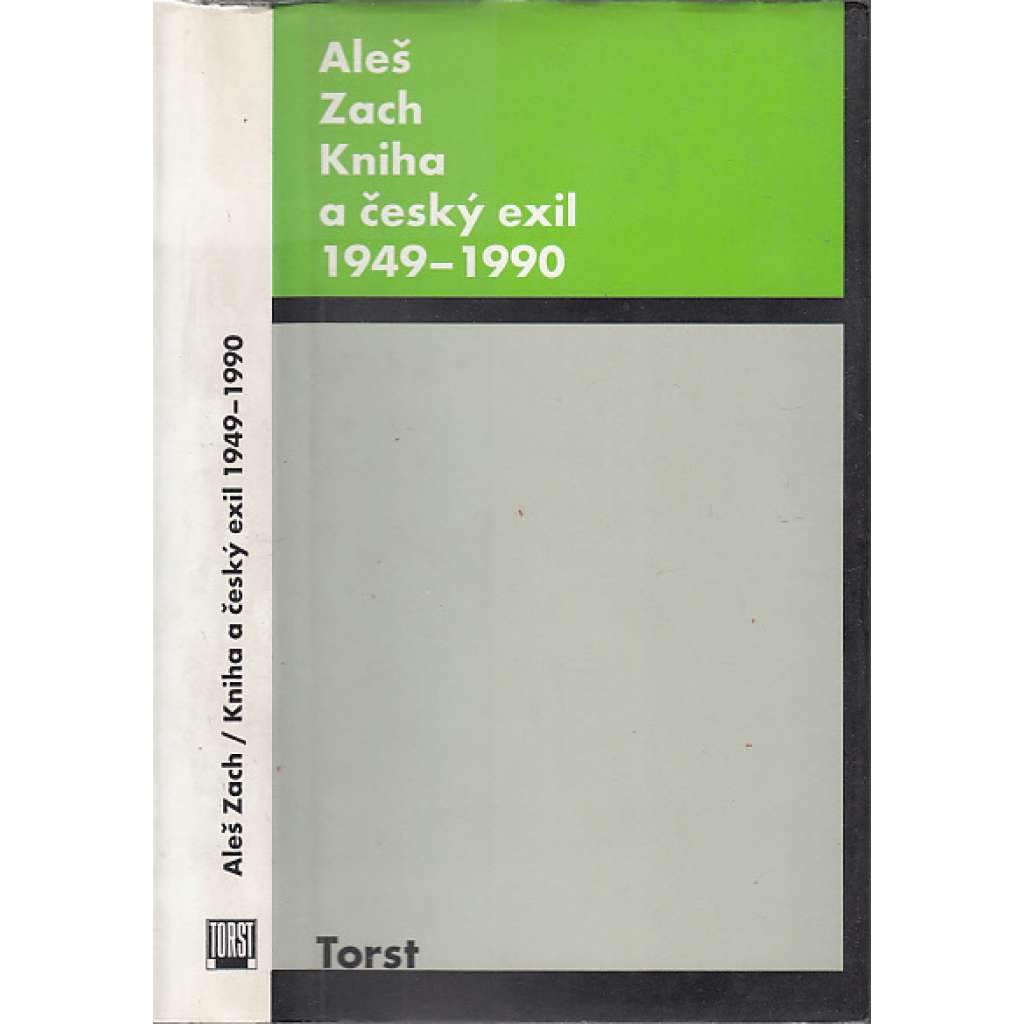 Aleš
Zach
Kniha
a český exil
1949–1990
Torst
Aleš Zach / Kniha a český exil 1949–1990
TORST